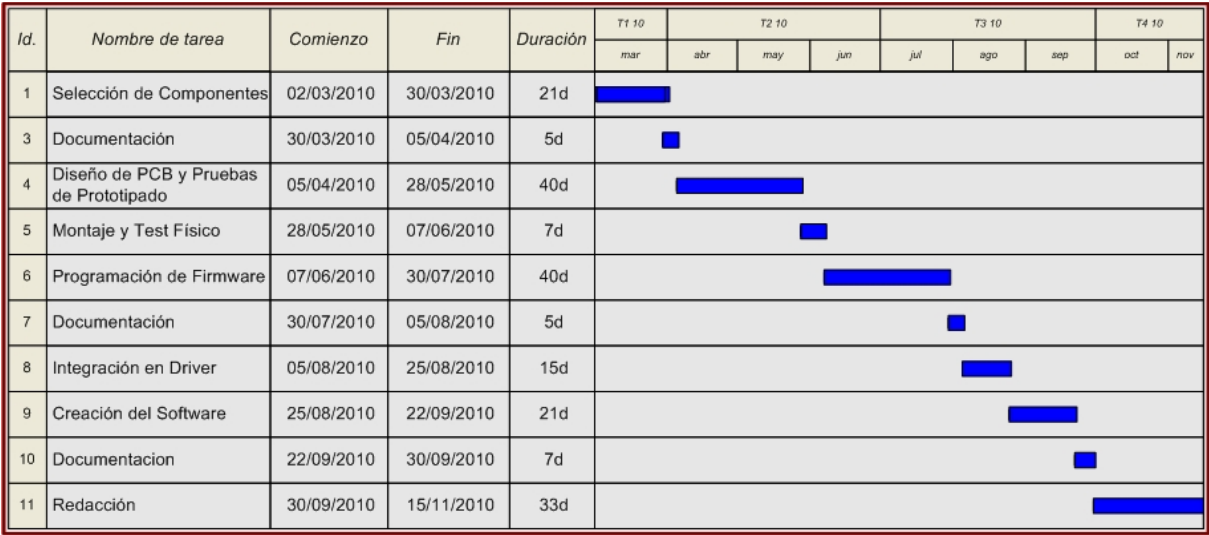 Id. Nombre de tarea Comienzo Fin Duración T1 10 T2 10 T3 10 T4 10
mar abr may jun jul ago sep oct nov
1 Selección de Componentes 02/03/2010 30/03/2010 21d
3 Documentación 30/03/2010 05/04/2010 5d
4 Diseño de PCB y Pruebas
de Prototipado 05/04/2010 28/05/2010 40d
5 Montaje y Test Físico 28/05/2010 07/06/2010 7d
6 Programación de Firmware 07/06/2010 30/07/2010 40d
7 Documentación 30/07/2010 05/08/2010 5d
8 Integración en Driver 05/08/2010 25/08/2010 15d
9 Creación del Software 25/08/2010 22/09/2010 21d
10 Documentacion 22/09/2010 30/09/2010 7d
11 Redacción 30/09/2010 15/11/2010 33d